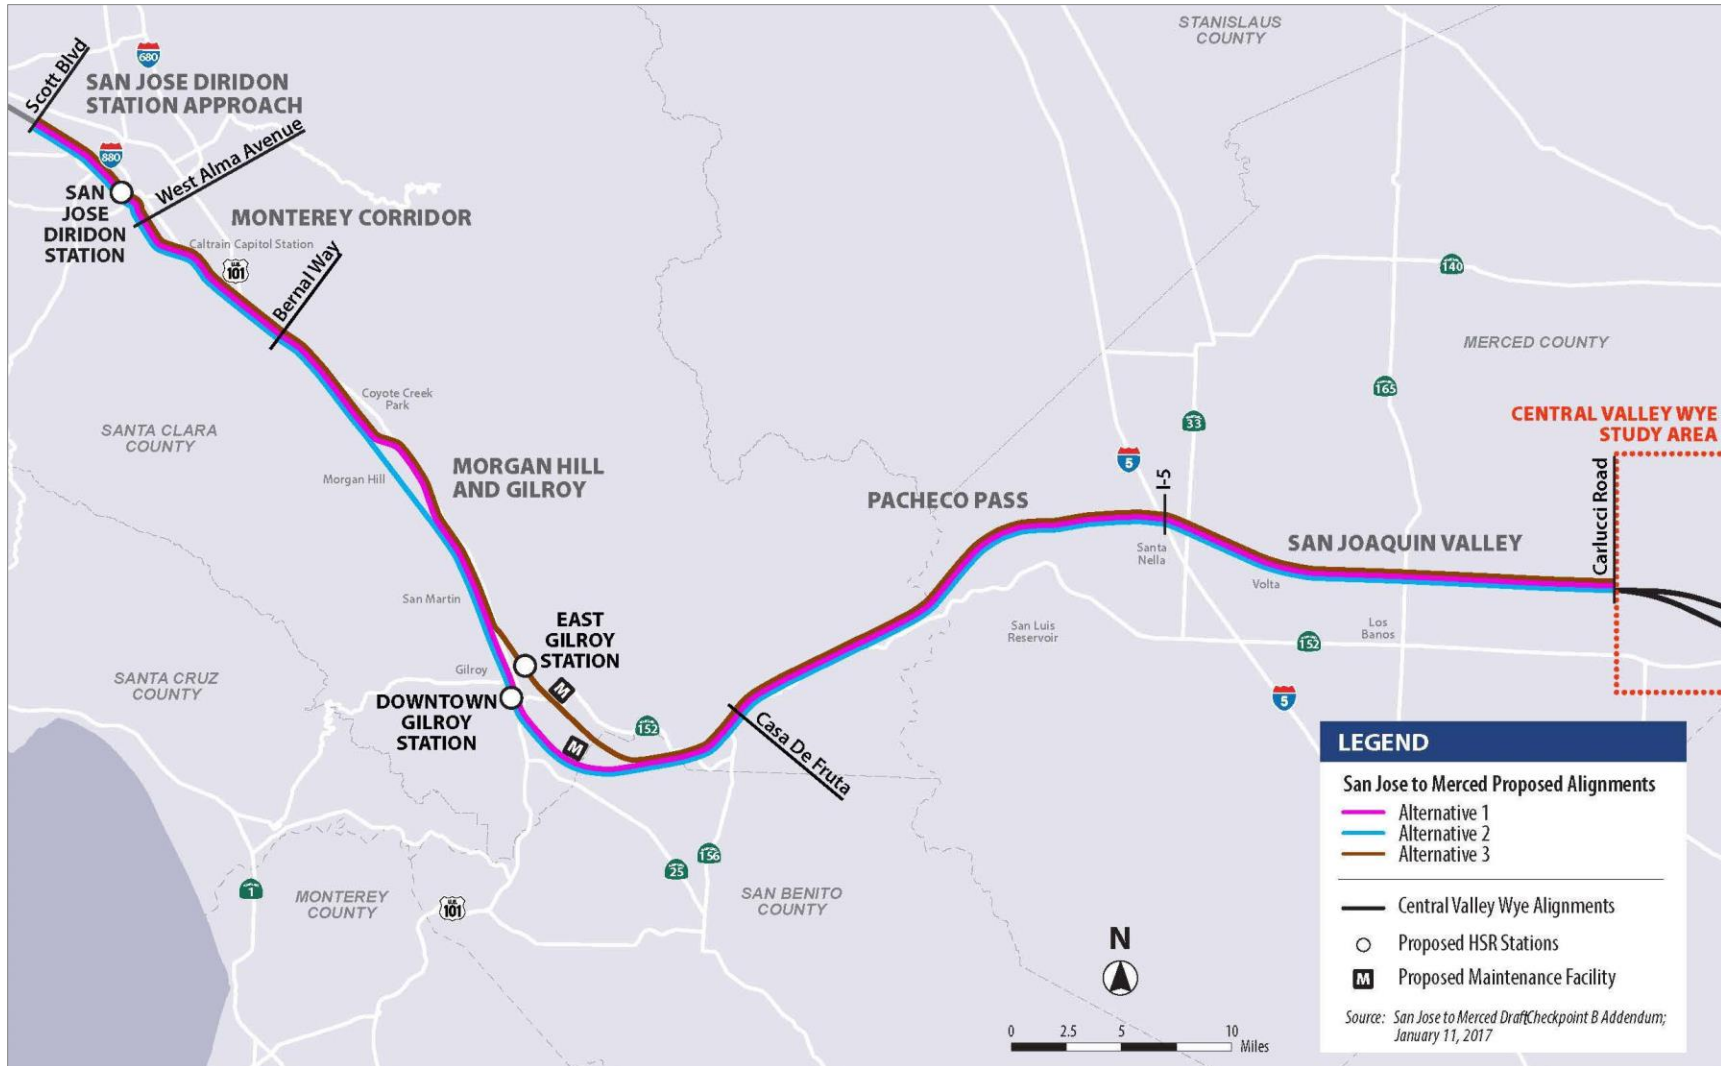 STANISLAUS
COUNTY
680
Scott Blvd
SAN JOSE DIRIDON
STATION APPROACH
880
West Alma Avenue
SAN
JOSE
DIRIDON
STATION
MONTEREY CORRIDOR
Caltrain Capitol Station
U.S.
101
Bernal Way
140
MERCED COUNTY
Coyote Creek
Park
165
33
CENTRAL VALLEY WYE
STUDY AREA
SANTA CLARA
COUNTY
5
MORGAN HILL
AND GILROY
Morgan Hill
PACHECO PASS
I-5
Carlucci Road
SAN JOAQUIN VALLEY
Santa
Nella
Volta
San Martin
EAST
GILROY
STATION
San Luis
Reservoir
Los
Banos
152
Gilroy
SANTA CRUZ
COUNTY
M
DOWNTOWN
GILROY
STATION
152
M
Casa De Fruta
5
LEGEND
San Jose to Merced Proposed Alignments
Alternative 1
Alternative 2
Alternative 3
Central Valley Wye Alignments
Proposed HSR Stations
M Proposed Maintenance Facility
Source: San Jose to Merced DraftCheckpoint B Addendum;
January 11, 2017
156
25
1
MONTEREY
COUNTY
U.S.
101
SAN BENITO
COUNTY
N
0 2.5 5 10
Miles